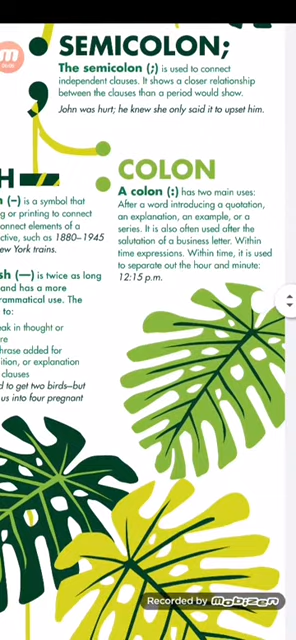 SEMICOLON;
The semicolon (;) is used to connect
independent clauses. It shows a closer relationship
between the clauses than a period would show.
John was hurt; he knew she only said it to upset him.
H
(–) is a symbol that
g or printing to connect
onnect elements of a
ctive, such as 1880–1945
ew York trains.
sh (—) is twice as long
and has a more
rammatical use. The
to:
eak in thought or
re
hrase added for
ition, or explanation
clauses
d to get two birds–but
us into four pregnant
COLON
A colon (:) has two main uses:
After a word introducing a quotation,
an explanation, an example, or a
series. It is also often used after the
salutation of a business letter. Within
time expressions. Within time, it is used
to separate out the hour and minute:
12:15 p.m.
Recorded by mobizen